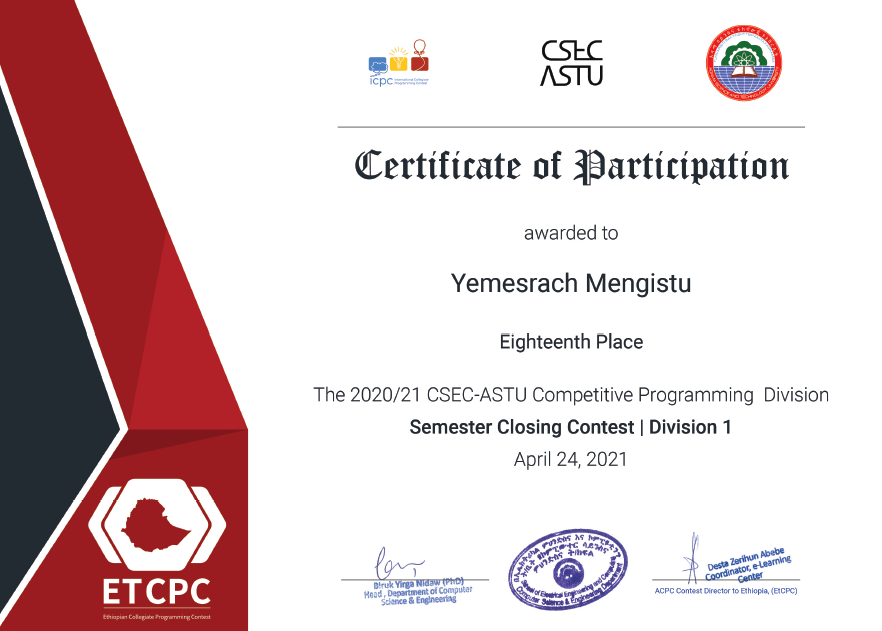 icpc International Collegiate
Programming Contest
CSEC
ASTU
Certificate of Participation
awarded to
Yemesrach Mengistu
Eighteenth Place
The 2020/21 CSEC-ASTU Competitive Programming Division
Semester Closing Contest | Division 1
April 24, 2021
ETCPC
Ethiopian Collegiate Programming Contest
Biruk Yirga Nidaw (PhD)
Head , Department of Computer
Science & Engineering
School of Electrical Engineering and Computing
Computer Science & Engineering Department
Desta Zerihun Abebe
Coordinator, e-Learning
Center
ACPC Contest Director to Ethiopia, (EtCPC)